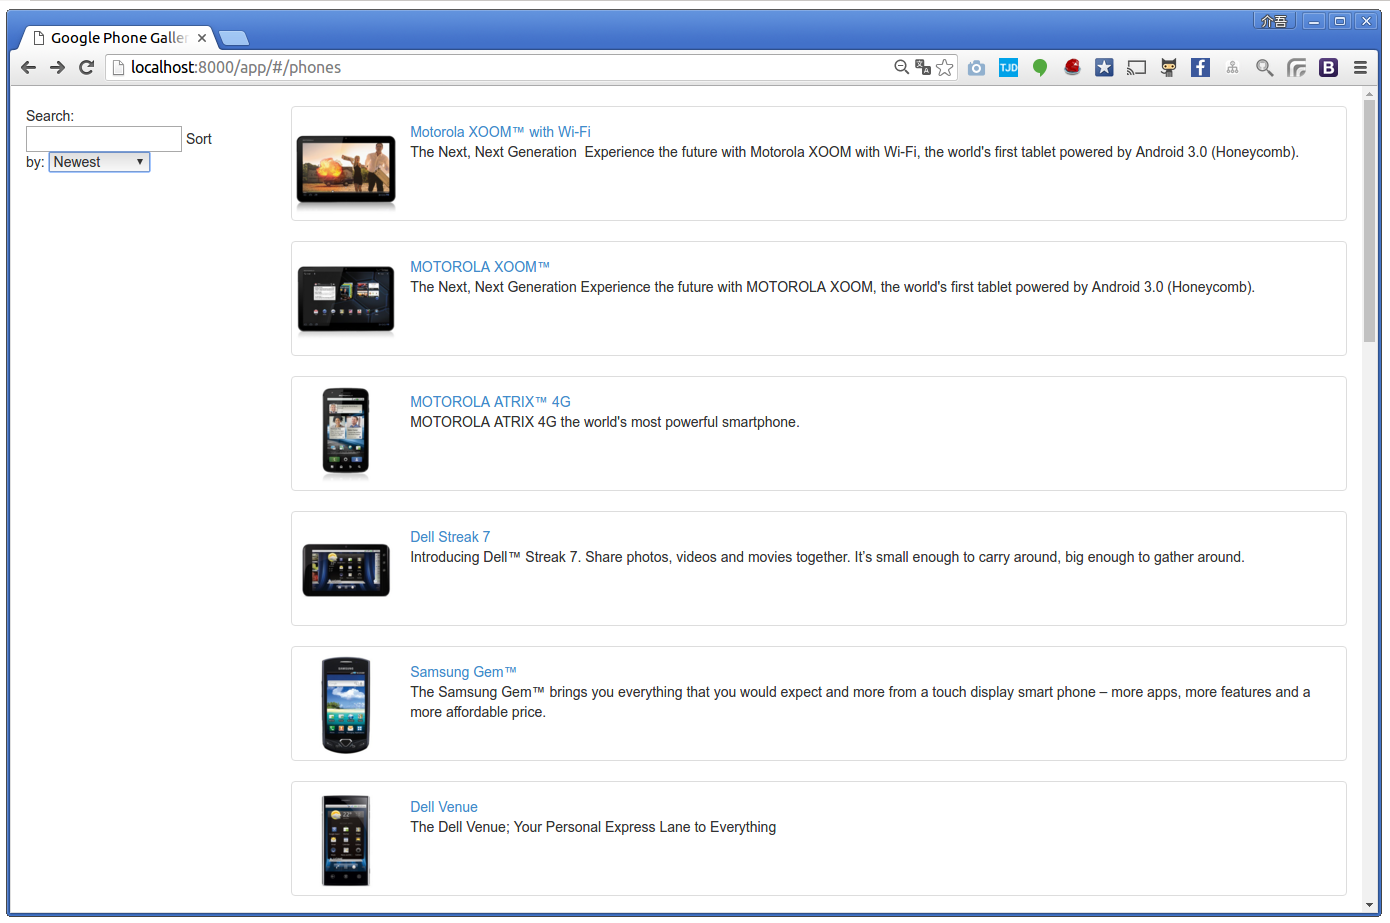 介吾
Google Phone Galler
localhost:8000/app/#/phones
TJD
Search:
Sort
by: Newest
Motorola XOOM™ with Wi-Fi
The Next, Next Generation  Experience the future with Motorola XOOM with Wi-Fi, the world's first tablet powered by Android 3.0 (Honeycomb).
MOTOROLA XOOM™
The Next, Next Generation Experience the future with MOTOROLA XOOM, the world's first tablet powered by Android 3.0 (Honeycomb).
MOTOROLA ATRIX™ 4G
MOTOROLA ATRIX 4G the world's most powerful smartphone.
Dell Streak 7
Introducing Dell™ Streak 7. Share photos, videos and movies together. It’s small enough to carry around, big enough to gather around.
Samsung Gem™
The Samsung Gem™ brings you everything that you would expect and more from a touch display smart phone – more apps, more features and a
more affordable price.
Dell Venue
The Dell Venue; Your Personal Express Lane to Everything